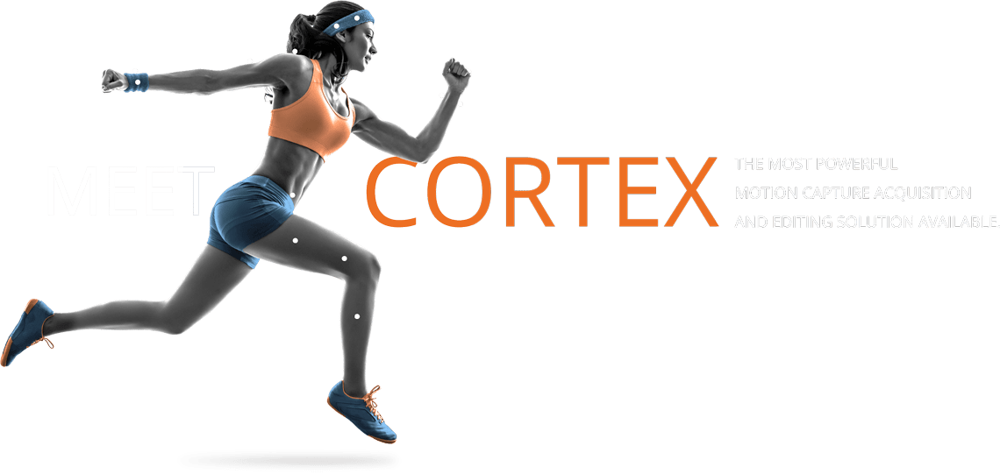 MEET CORTEX
THE MOST POWERFUL
MOTION CAPTURE ACQUISITION
AND EDITING SOLUTION AVAILABLE.